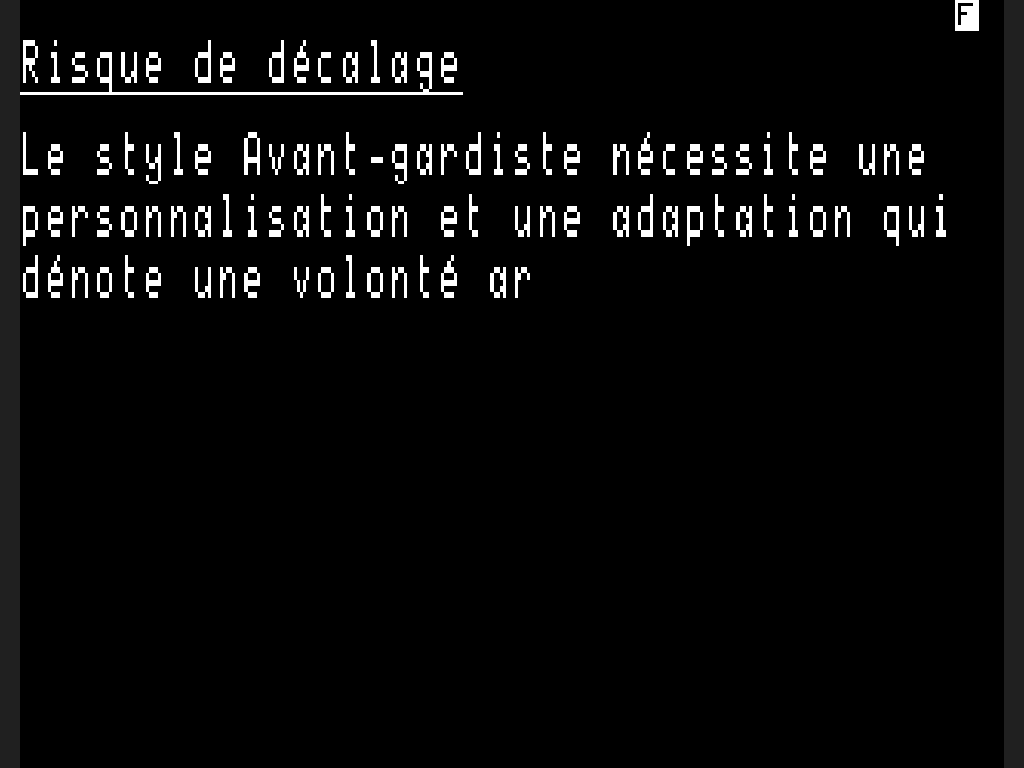 F
Risque de décalage
Le style Avant-gardiste nécessite une
personnalisation et une adaptation qui
dénote une volonté ar